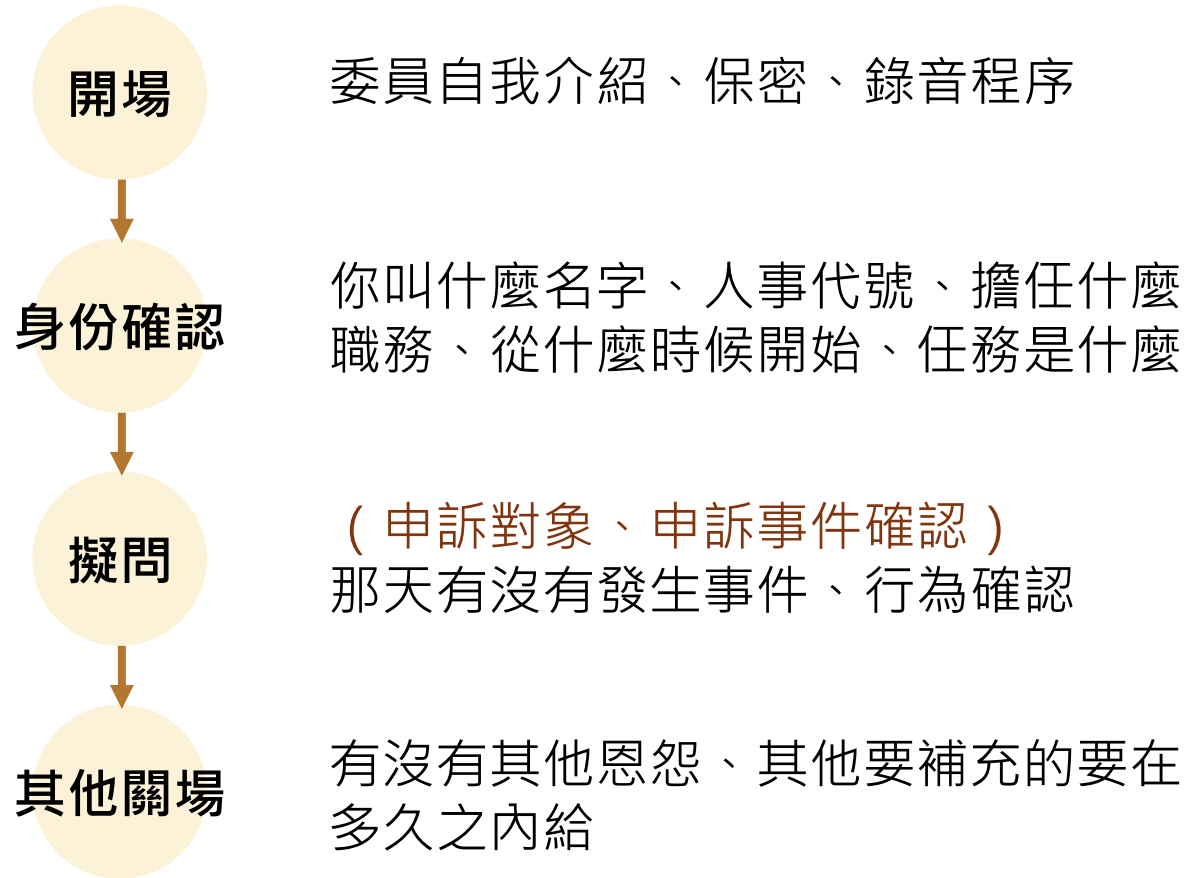 開場
委員自我介紹、保密、錄音程序
身份確認
你叫什麼名字、人事代號、擔任什麼
職務、從什麼時候開始、任務是什麼
擬問
（申訴對象、申訴事件確認）
那天有沒有發生事件、行為確認
其他關場
有沒有其他恩怨、其他要補充的要在
多久之內給